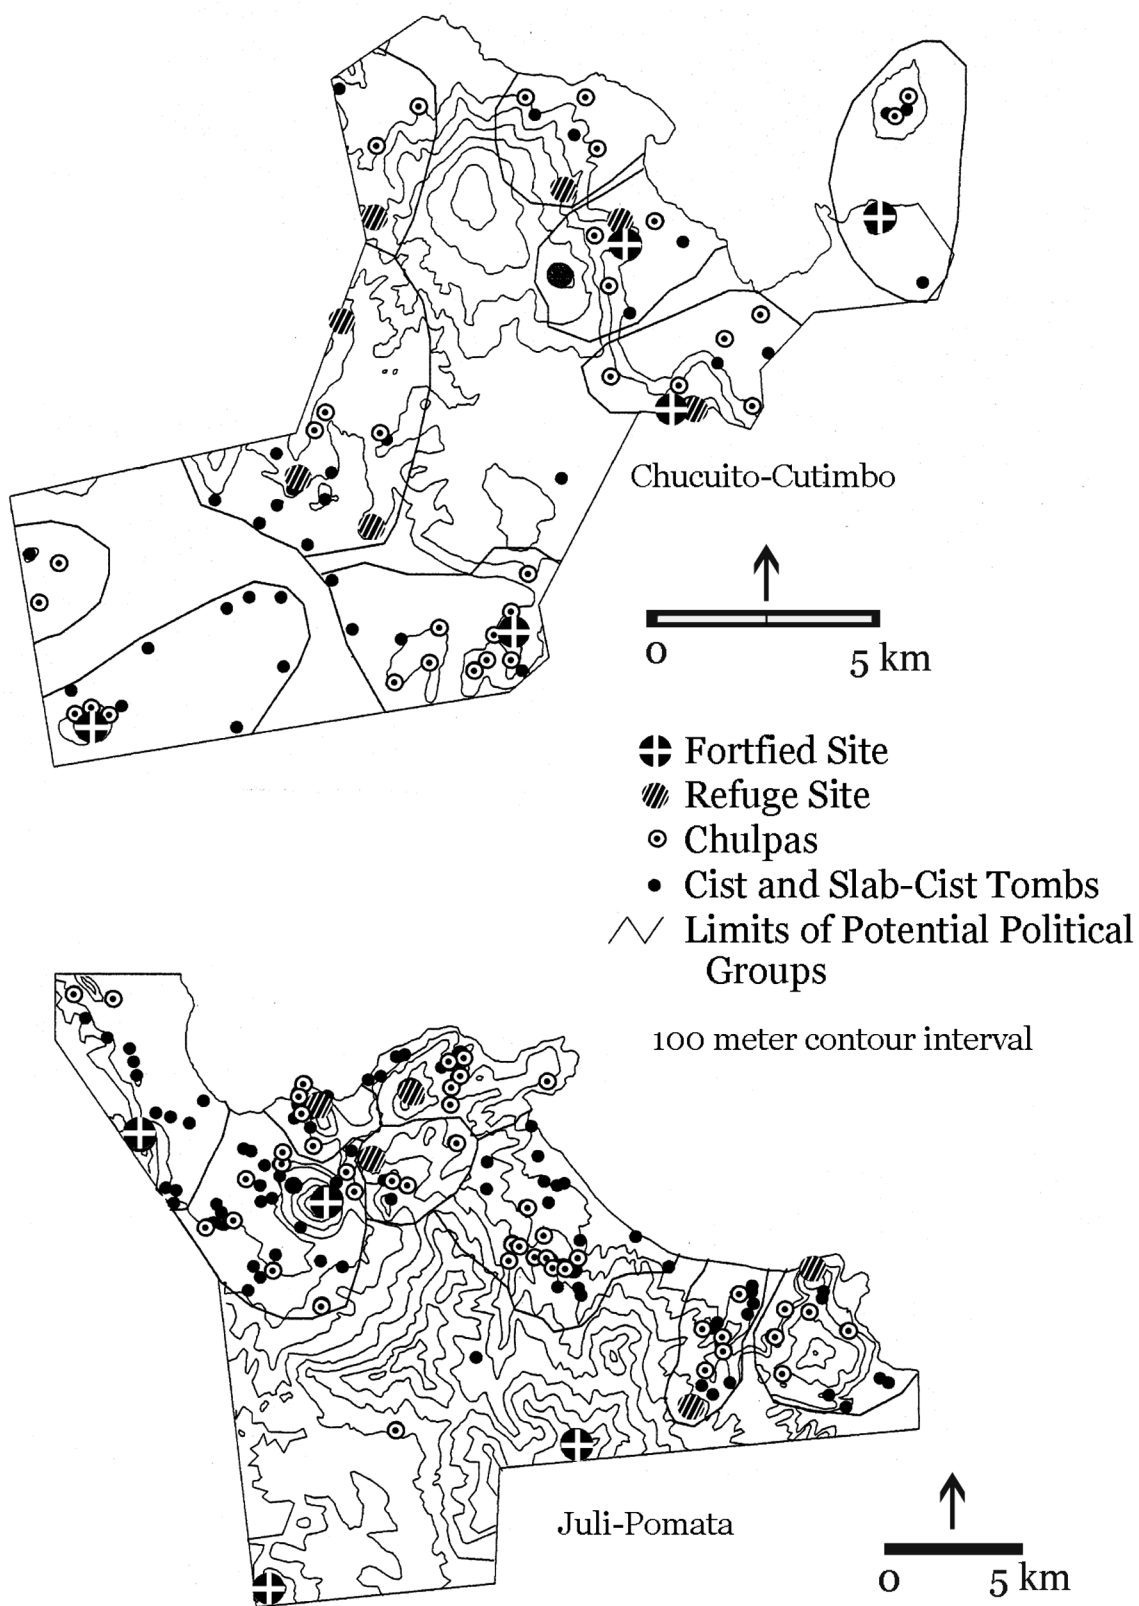 Chucuito-Cutimbo
0 5 km
Fortfied Site
Refuge Site
Chulpas
Cist and Slab-Cist Tombs
Limits of Potential Political
Groups
100 meter contour interval
Juli-Pomata
0 5 km